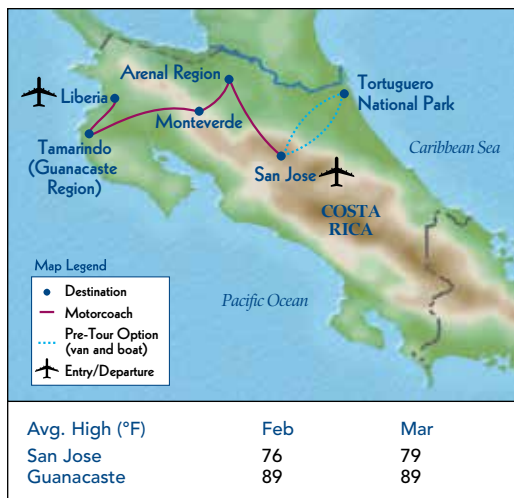 Arenal Region
Liberia
Tortuguero
National Park
Monteverde
Tamarindo
(Guanacaste
Region)
San Jose
Caribbean Sea
COSTA
RICA
Map Legend
Destination
Motorcoach
Pre-Tour Option
(van and boat)
Entry/Departure
Pacific Ocean
Avg. High (°F) Feb Mar
San Jose 76 79
Guanacaste 89 89